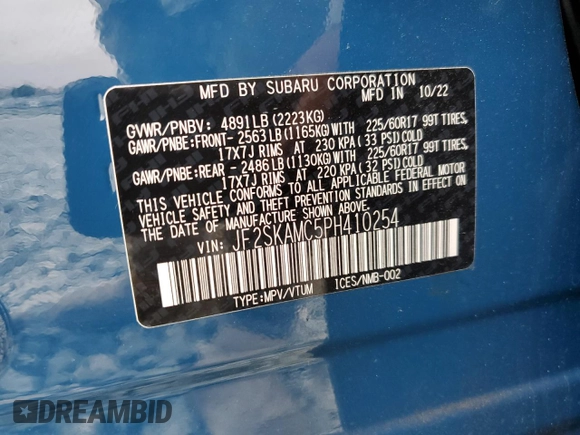 MFD BY SUBARU CORPORATION
MFD IN 10/22
GVWR/PNBV: 4891LB(2223KG)
GAWR/PNBE:FRONT-2563LB(1165KG)WITH 225/60R17 99T TIRES,
17X7J RIMS AT 230 KPA(33 PSI)COLD
GAWR/PNBE:REAR -2486LB(1130KG)WITH 225/60R17 99T TIRES,
17X7J RIMS AT 220 KPA(32 PSI)COLD
THIS VEHICLE CONFORMS TO ALL APPLICABLE FEDERAL MOTOR
VEHICLE SAFETY AND THEFT PREVENTION STANDARDS IN EFFECT ON
THE DATE OF MANUFACTURE SHOWN ABOVE.
VIN: JF2SKAMC5PH410254
TYPE:MPV/VTUM ICES/NMB-002
DREAMBID